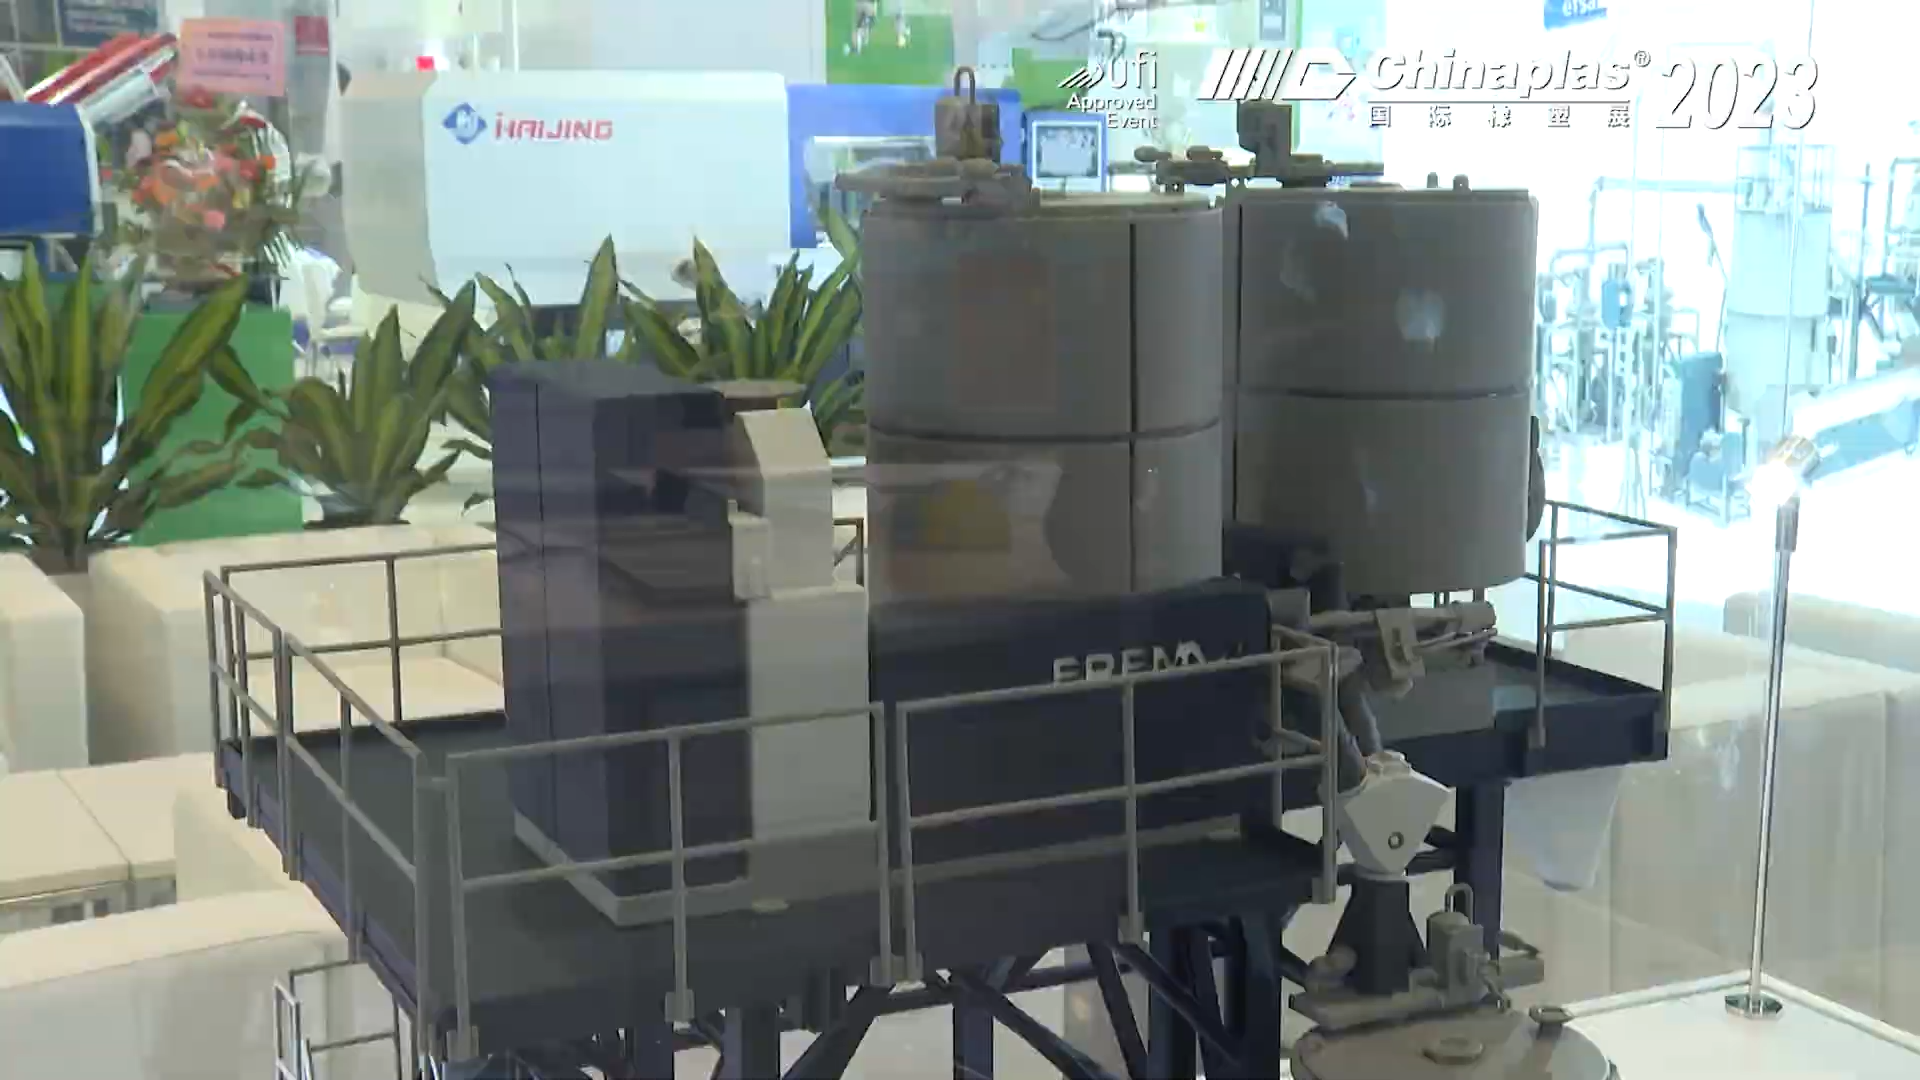 ufi
Approved
Event
Chinaplas® 2023
国际橡塑展
HAIJING
EREMA